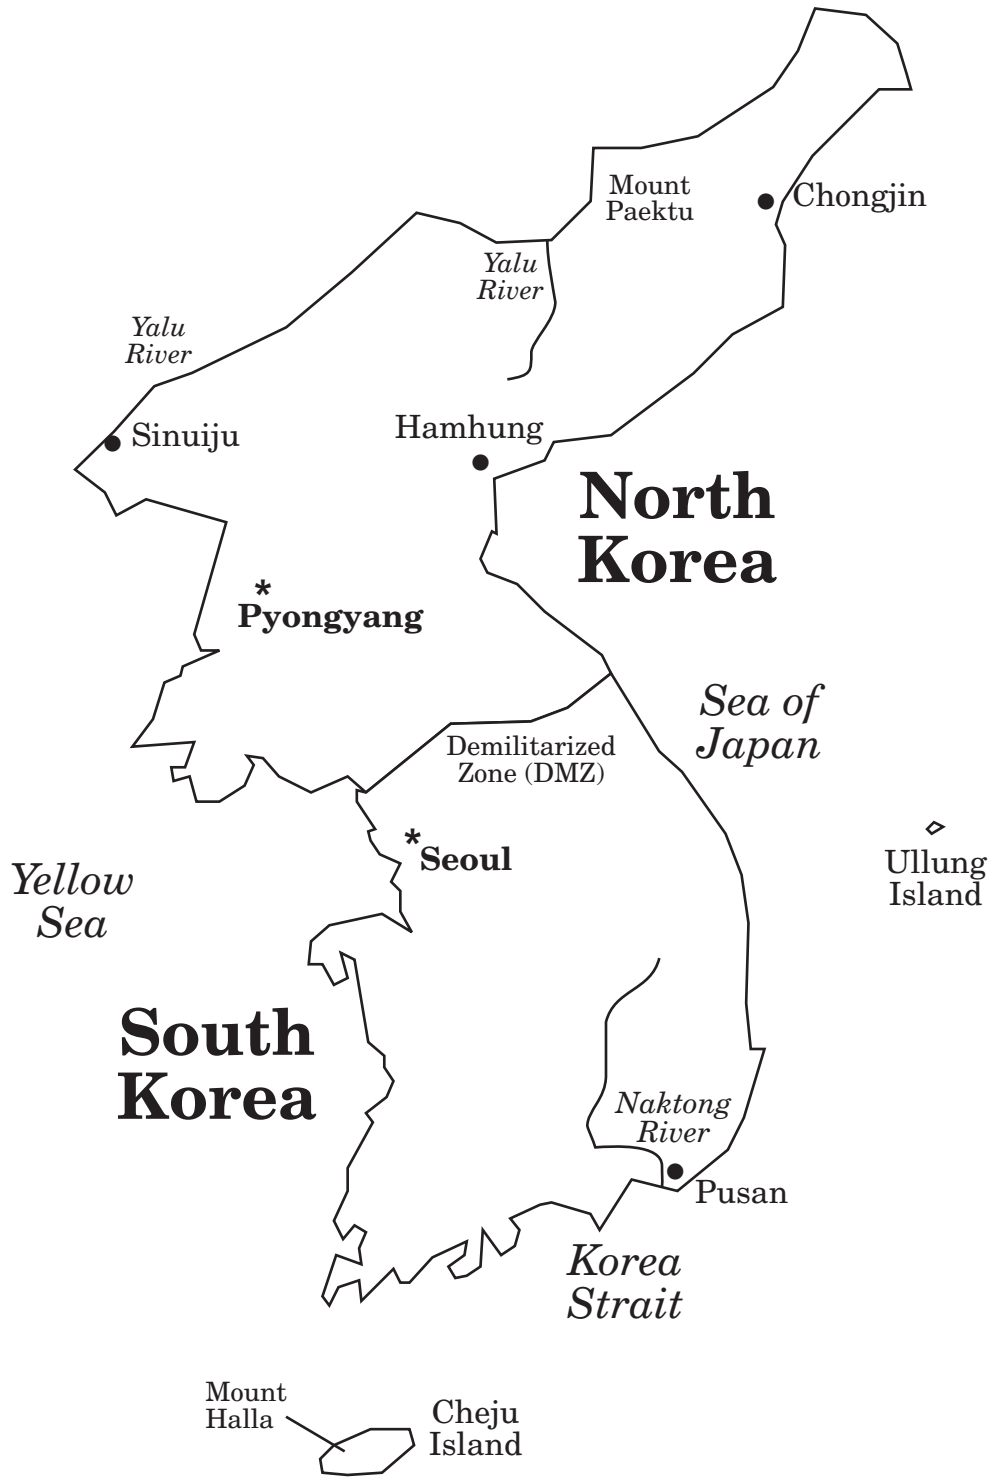 Mount
Paektu
Chongjin
Yalu
River
Yalu
River
Hamhung
Sinuiju
North
Korea
*
Pyongyang
Sea of
Japan
Demilitarized
Zone (DMZ)
*
Seoul
Ullung
Island
Yellow
Sea
South
Korea
Naktong
River
Pusan
Korea
Strait
Mount
Halla
Cheju
Island